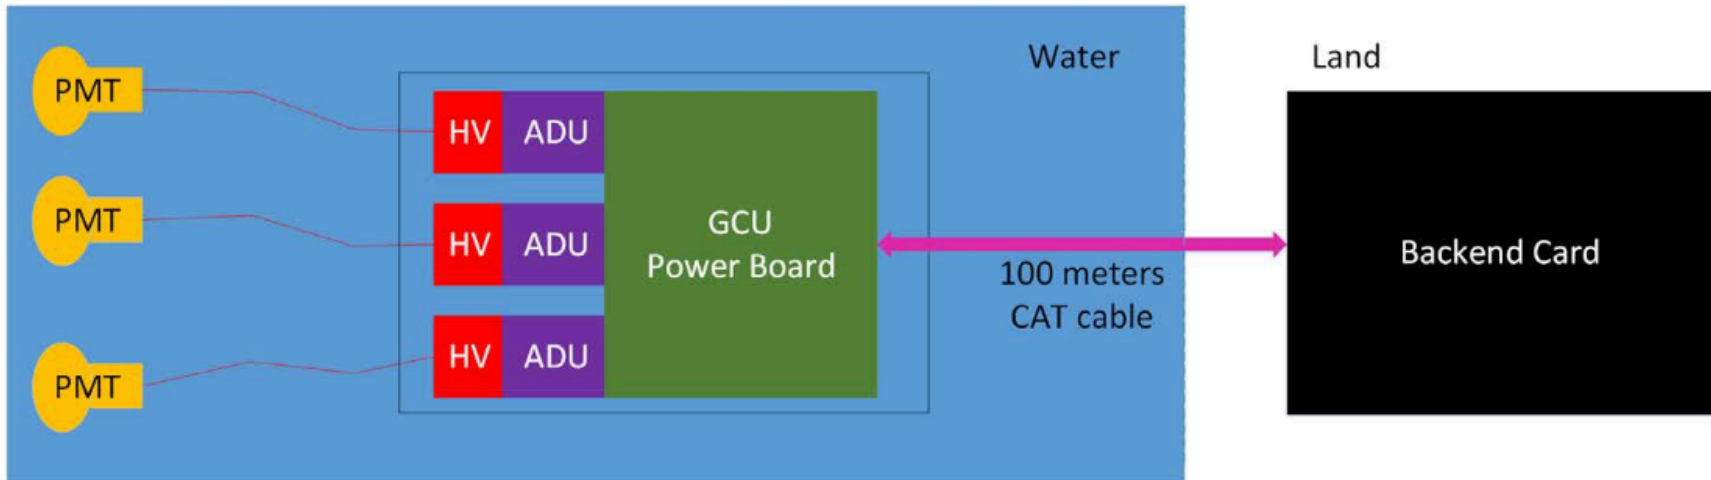 Water
Land
PMT
HV ADU
PMT
HV ADU
GCU
Power Board
100 meters
CAT cable
Backend Card
PMT
HV ADU